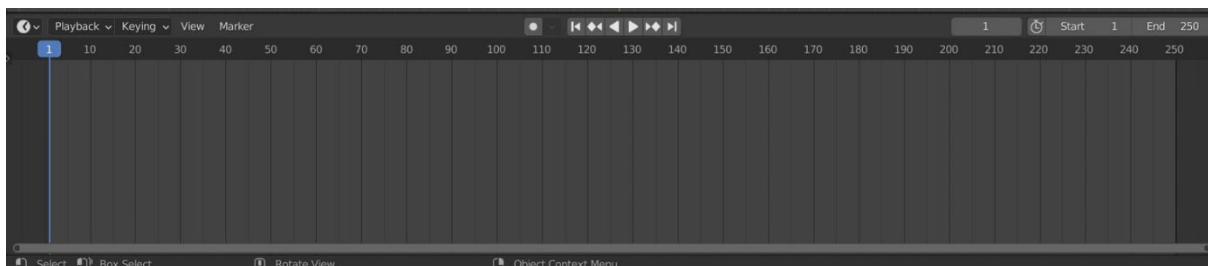 Playback Keying View Marker 1 Start 1 End 250
1 10 20 30 40 50 60 70 80 90 100 110 120 130 140 150 160 170 180 190 200 210 220 230 240 250
Select Box Select Rotate View Object Context Menu